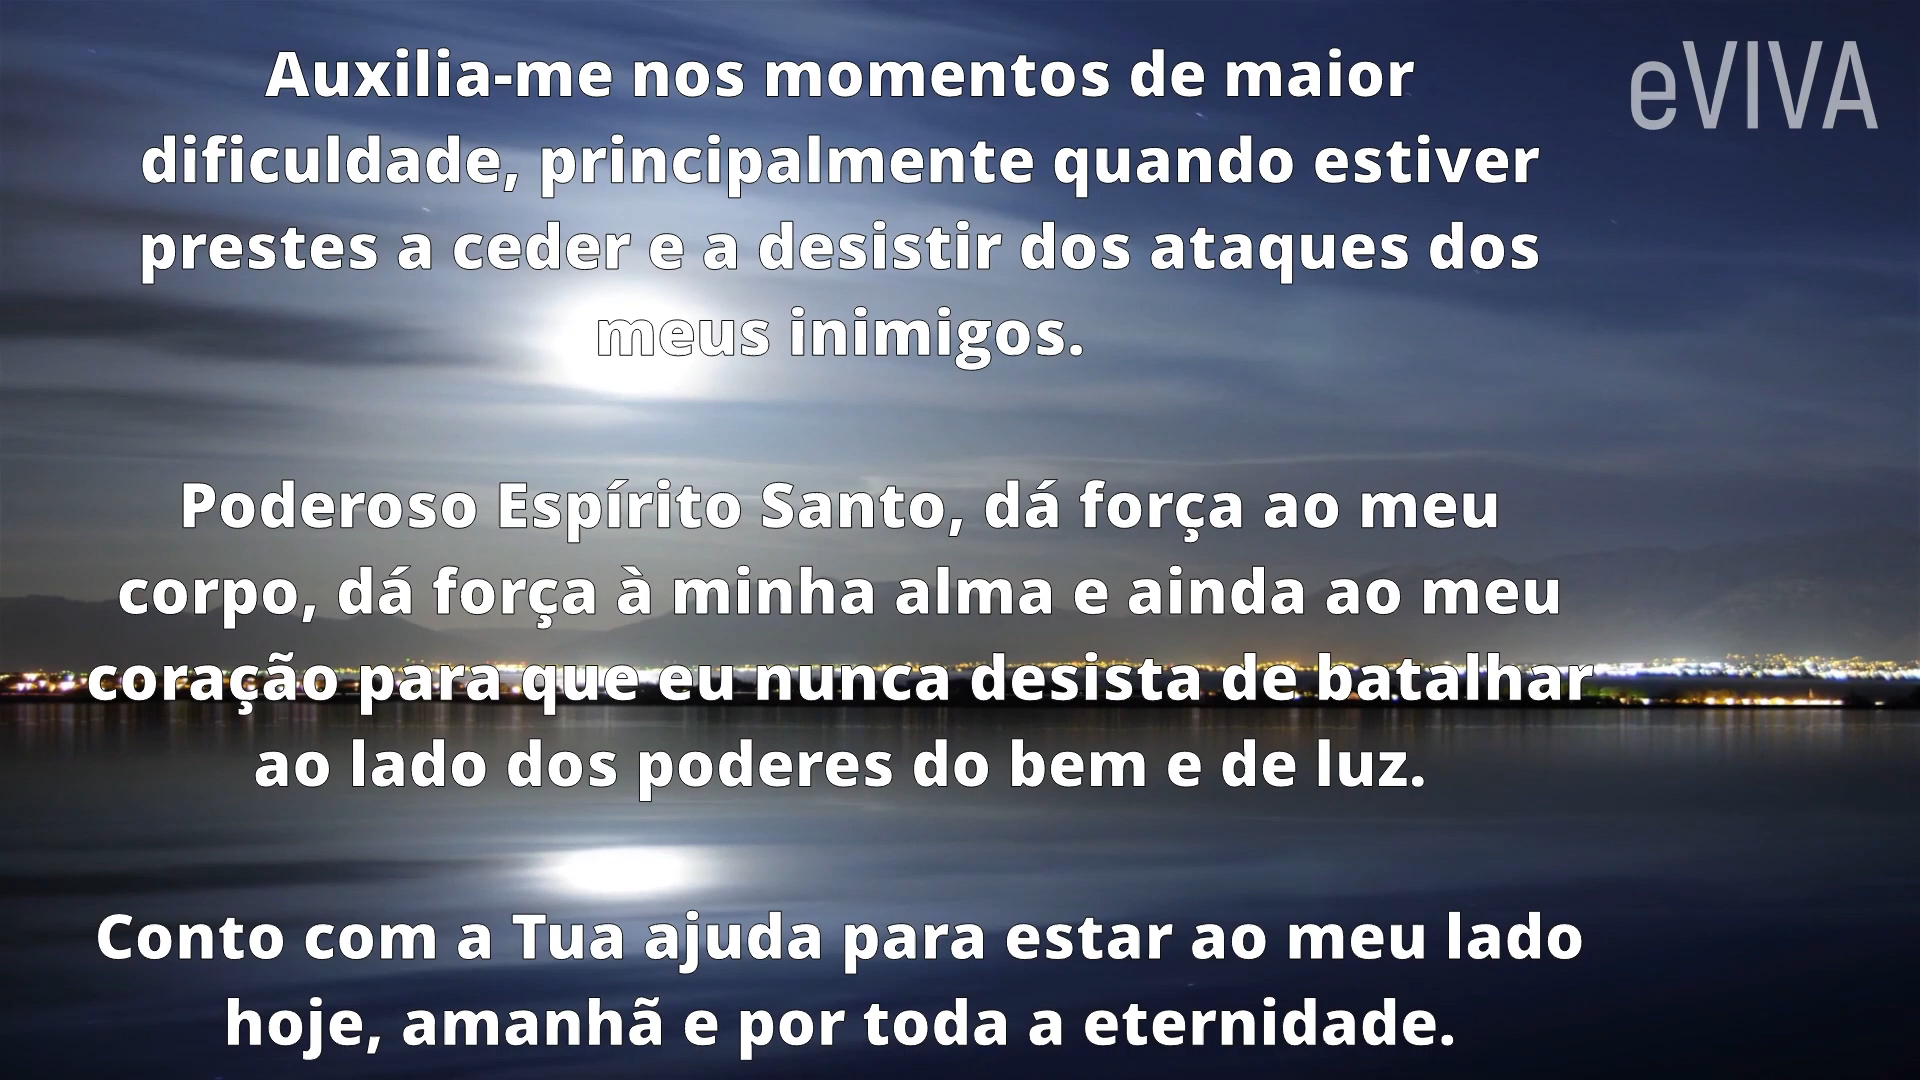 eVIVA
Auxilia-me nos momentos de maior
dificuldade, principalmente quando estiver
prestes a ceder e a desistir dos ataques dos
meus inimigos.
Poderoso Espírito Santo, dá força ao meu
corpo, dá força à minha alma e ainda ao meu
coração para que eu nunca desista de batalhar
ao lado dos poderes do bem e de luz.
Conto com a Tua ajuda para estar ao meu lado
hoje, amanhã e por toda a eternidade.